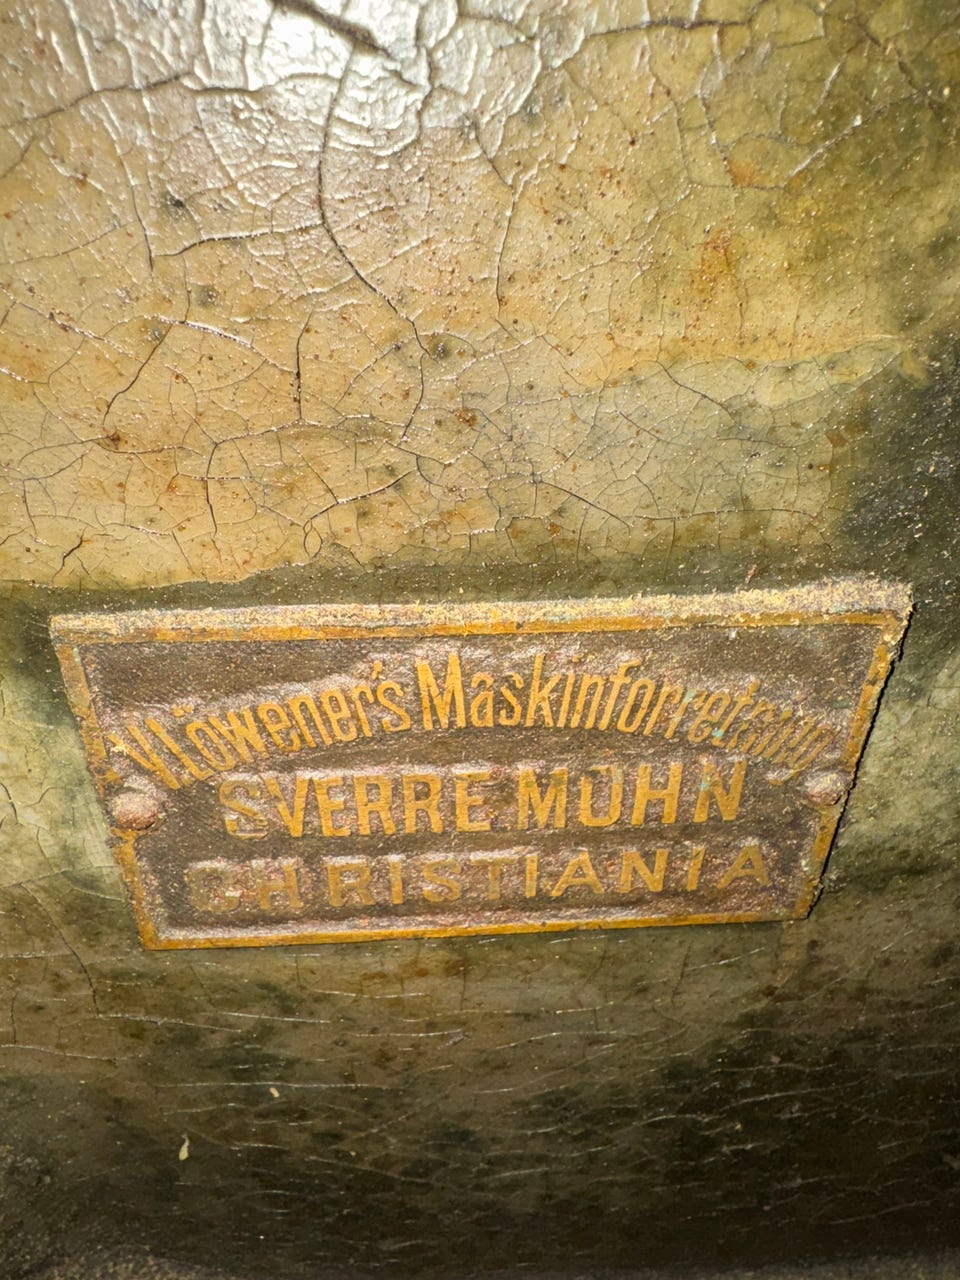 V. Löwener's Maskinforretning
SVERRE MOHN
CHRISTIANIA